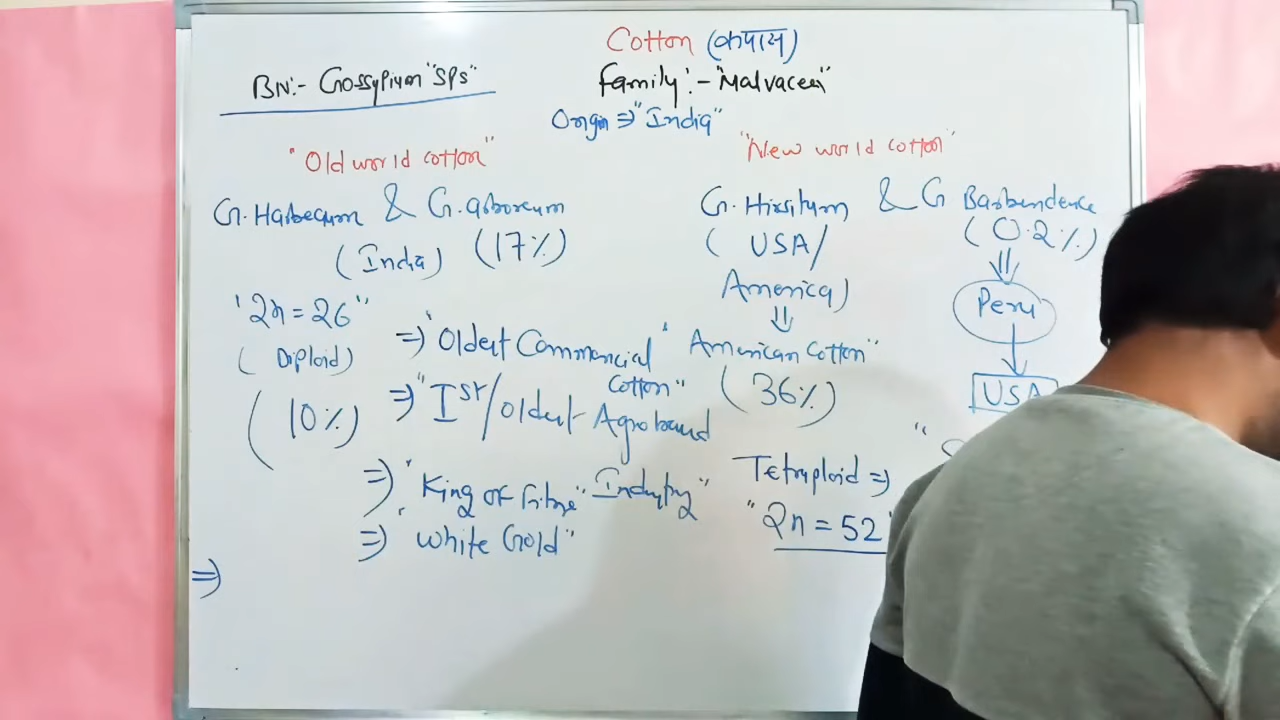 Cotton (कपास)
BN:- Gossypium "SPs"
Family:- "Malvaceae"
Origin ⇒ "India"
"Old world cotton"
"New world cotton"
G. Harbecum & G. arboreum
(India) (17%)
"2n = 26"
(Diploid)
(10%)
G. Hirsitum & G Barbendence
(USA/
America)
⇓
American Cotton"
(36%)
(0.2%)
⇓
Peru
↓
USA
⇒ "Oldest Commercial
Cotton"
⇒ "Ist/oldest Agrobased
Industry"
⇒ "King of Fibre"
⇒ "White Gold"
Tetraploid ⇒
"2n = 52"
⇒